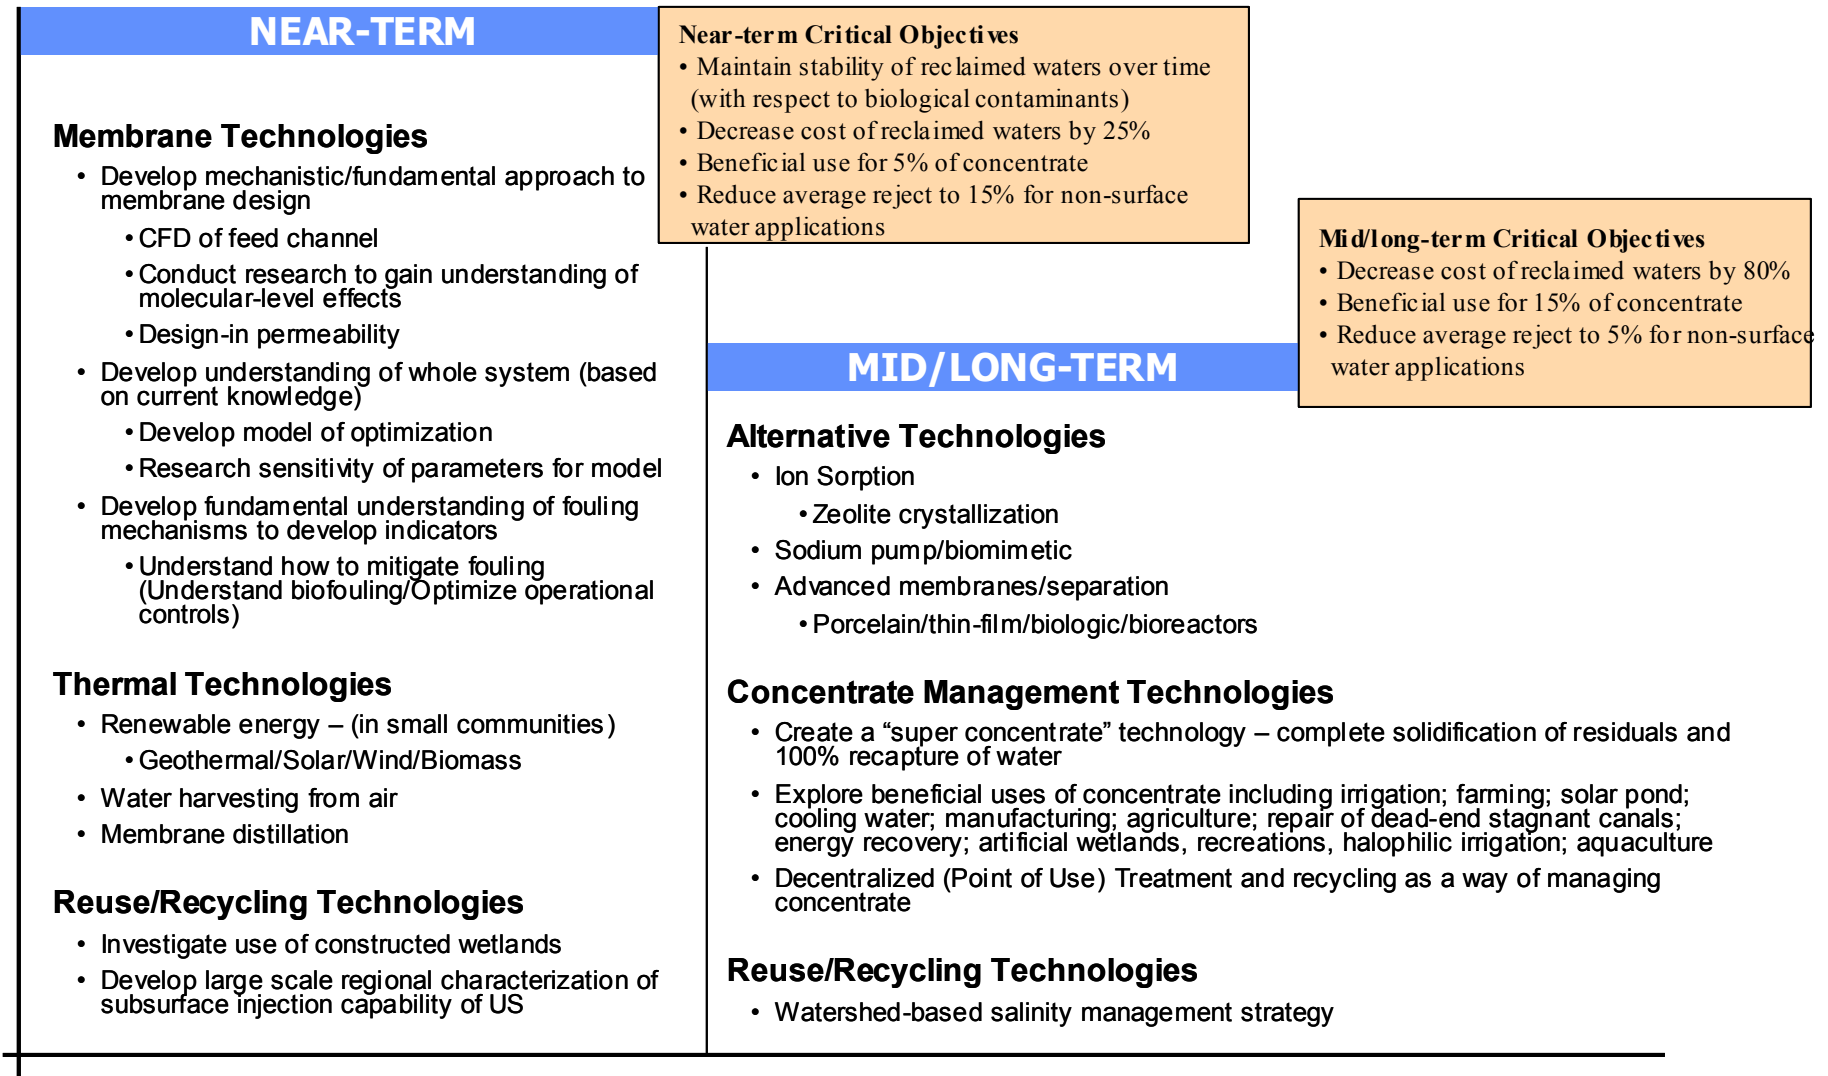 NEAR-TERM
Near-term Critical Objectives
• Maintain stability of reclaimed waters over time
(with respect to biological contaminants)
• Decrease cost of reclaimed waters by 25%
• Beneficial use for 5% of concentrate
• Reduce average reject to 15% for non-surface
water applications
Membrane Technologies
• Develop mechanistic/fundamental approach to
membrane design
• CFD of feed channel
• Conduct research to gain understanding of
molecular-level effects
• Design-in permeability
• Develop understanding of whole system (based
on current knowledge)
• Develop model of optimization
• Research sensitivity of parameters for model
• Develop fundamental understanding of fouling
mechanisms to develop indicators
• Understand how to mitigate fouling
(Understand biofouling/Optimize operational
controls)
Thermal Technologies
• Renewable energy – (in small communities)
• Geothermal/Solar/Wind/Biomass
• Water harvesting from air
• Membrane distillation
Reuse/Recycling Technologies
• Investigate use of constructed wetlands
• Develop large scale regional characterization of
subsurface injection capability of US
Mid/long-term Critical Objectives
• Decrease cost of reclaimed waters by 80%
• Beneficial use for 15% of concentrate
• Reduce average reject to 5% for non-surface
water applications
MID/LONG-TERM
Alternative Technologies
• Ion Sorption
• Zeolite crystallization
• Sodium pump/biomimetic
• Advanced membranes/separation
• Porcelain/thin-film/biologic/bioreactors
Concentrate Management Technologies
• Create a “super concentrate” technology – complete solidification of residuals and
100% recapture of water
• Explore beneficial uses of concentrate including irrigation; farming; solar pond;
cooling water; manufacturing; agriculture; repair of dead-end stagnant canals;
energy recovery; artificial wetlands, recreations, halophilic irrigation; aquaculture
• Decentralized (Point of Use) Treatment and recycling as a way of managing
concentrate
Reuse/Recycling Technologies
• Watershed-based salinity management strategy